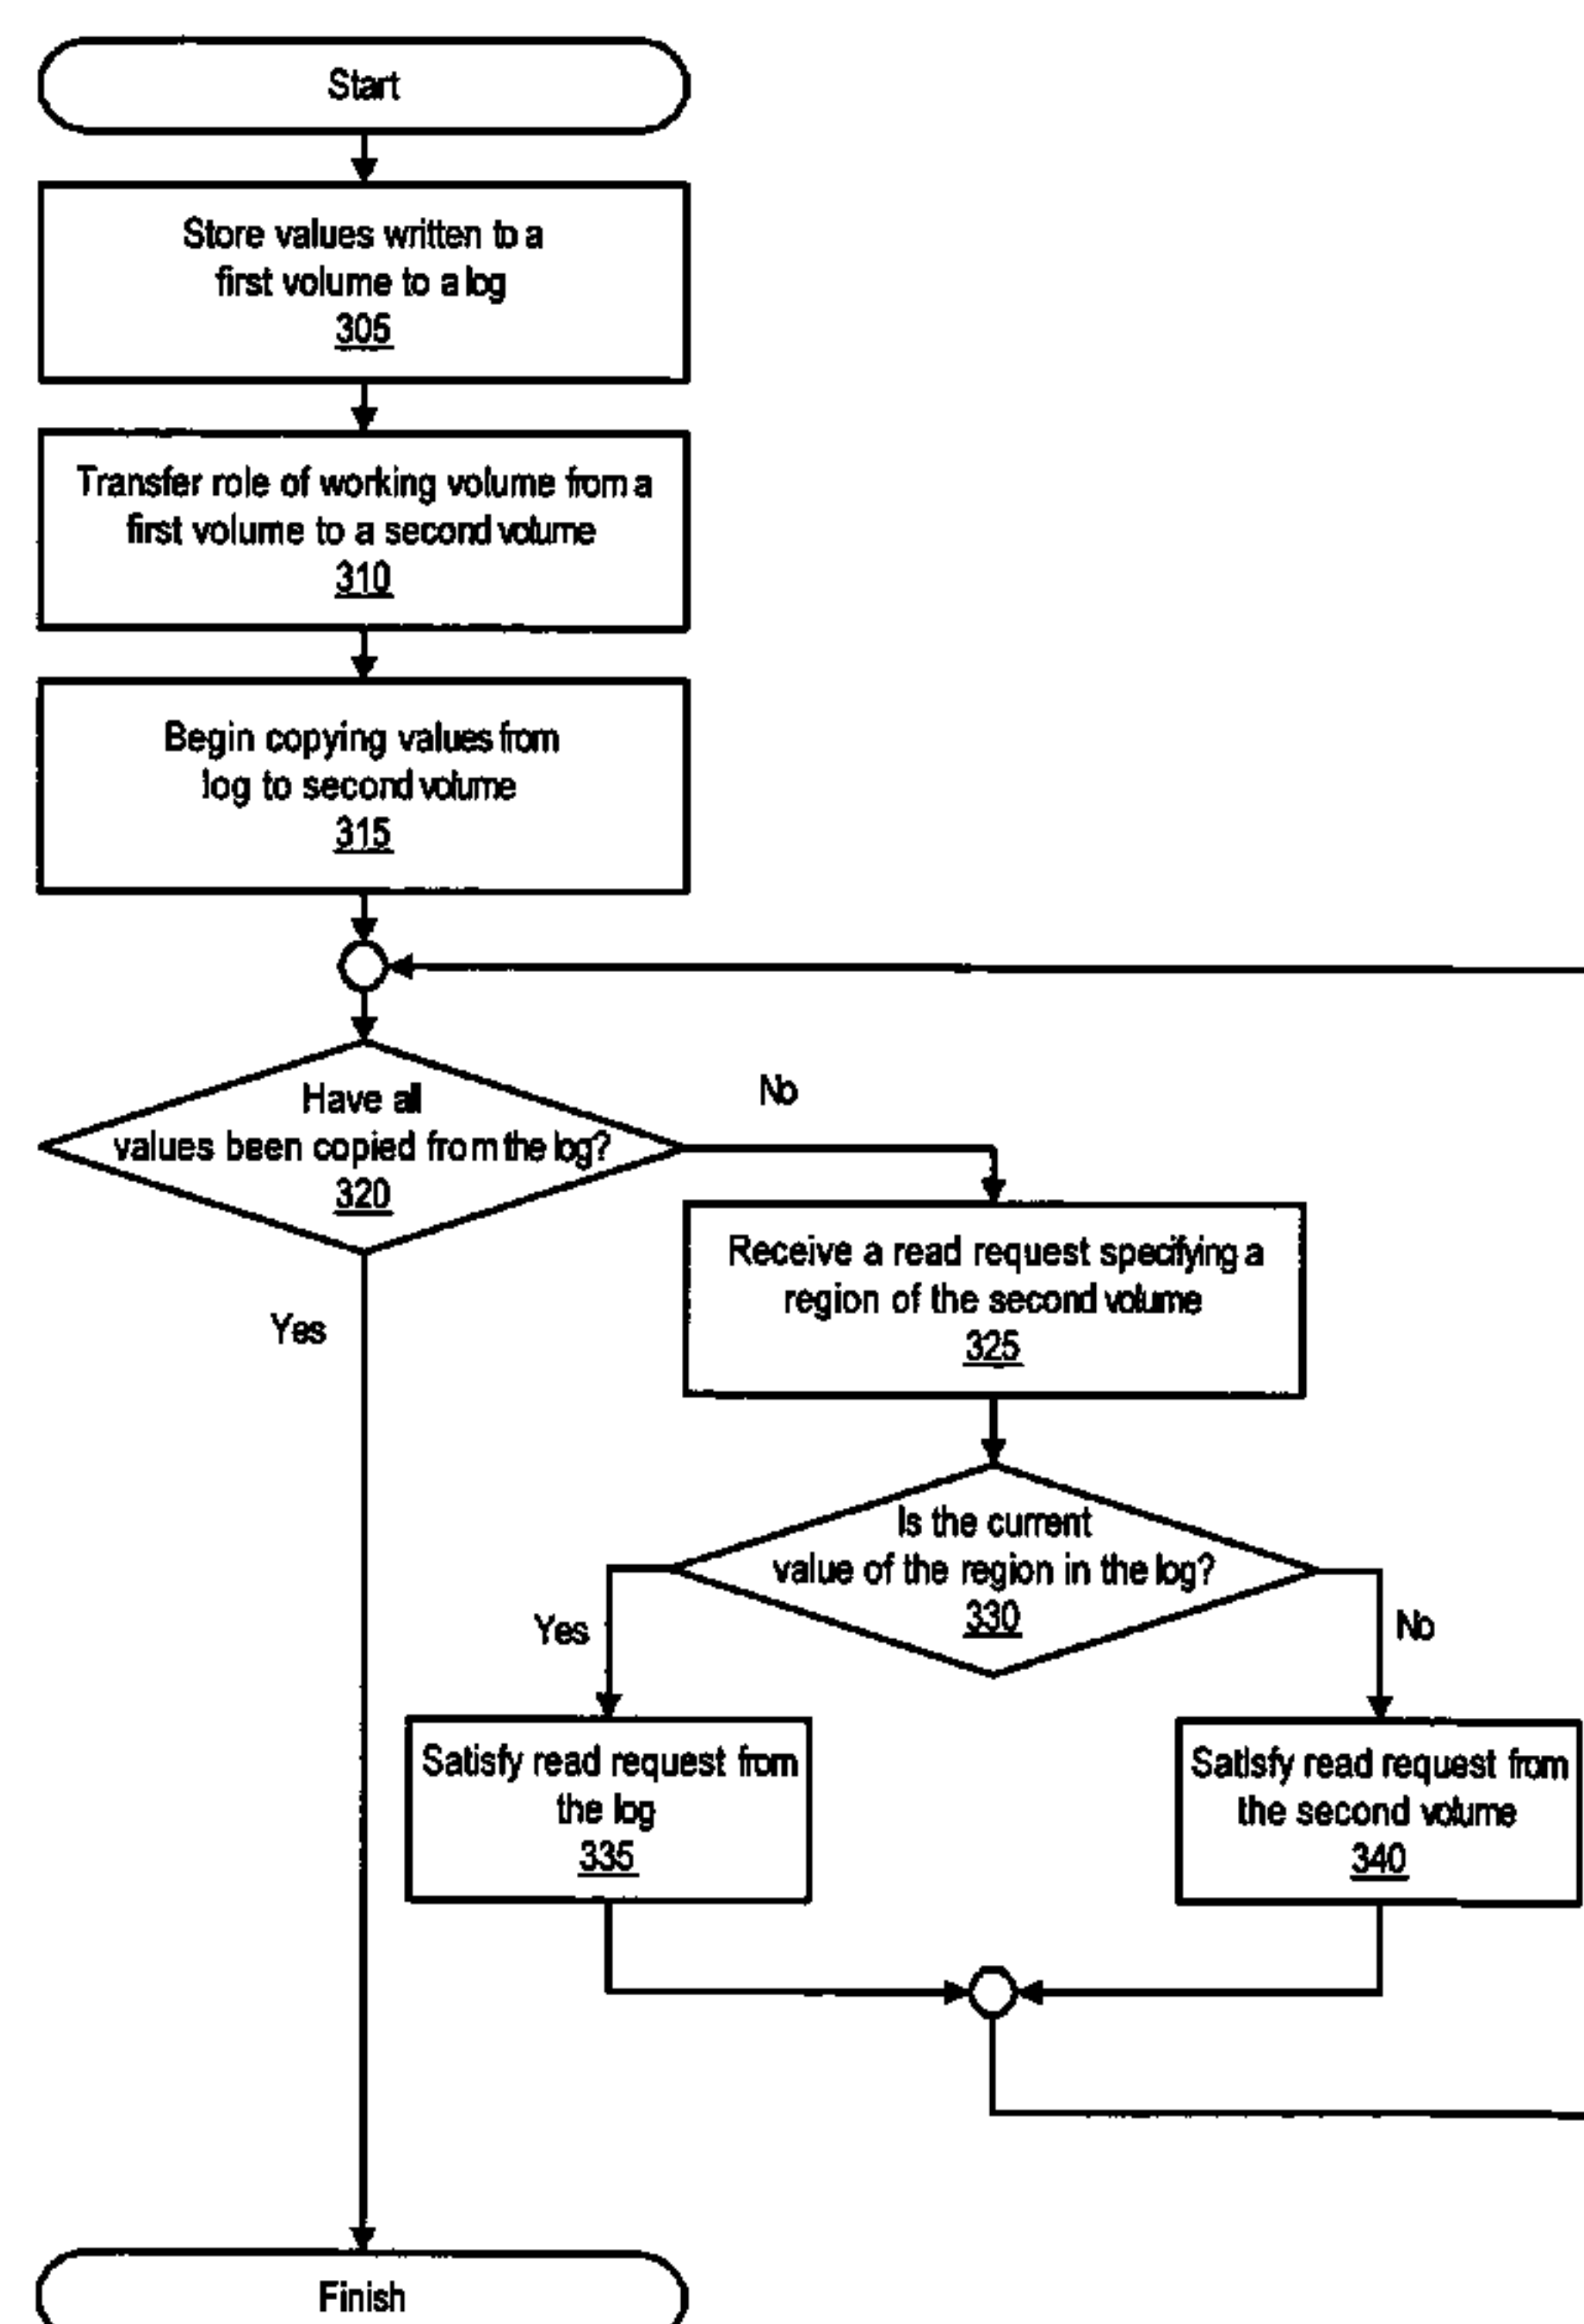 Start
Store values written to a
first volume to a log
305
Transfer role of working volume from a
first volume to a second volume
310
Begin copying values from
log to second volume
315
Have all
values been copied from the log?
320
No
Yes
Receive a read request specifying a
region of the second volume
325
Is the current
value of the region in the log?
330
Yes
No
Satisfy read request from
the log
335
Satisfy read request from
the second volume
340
Finish